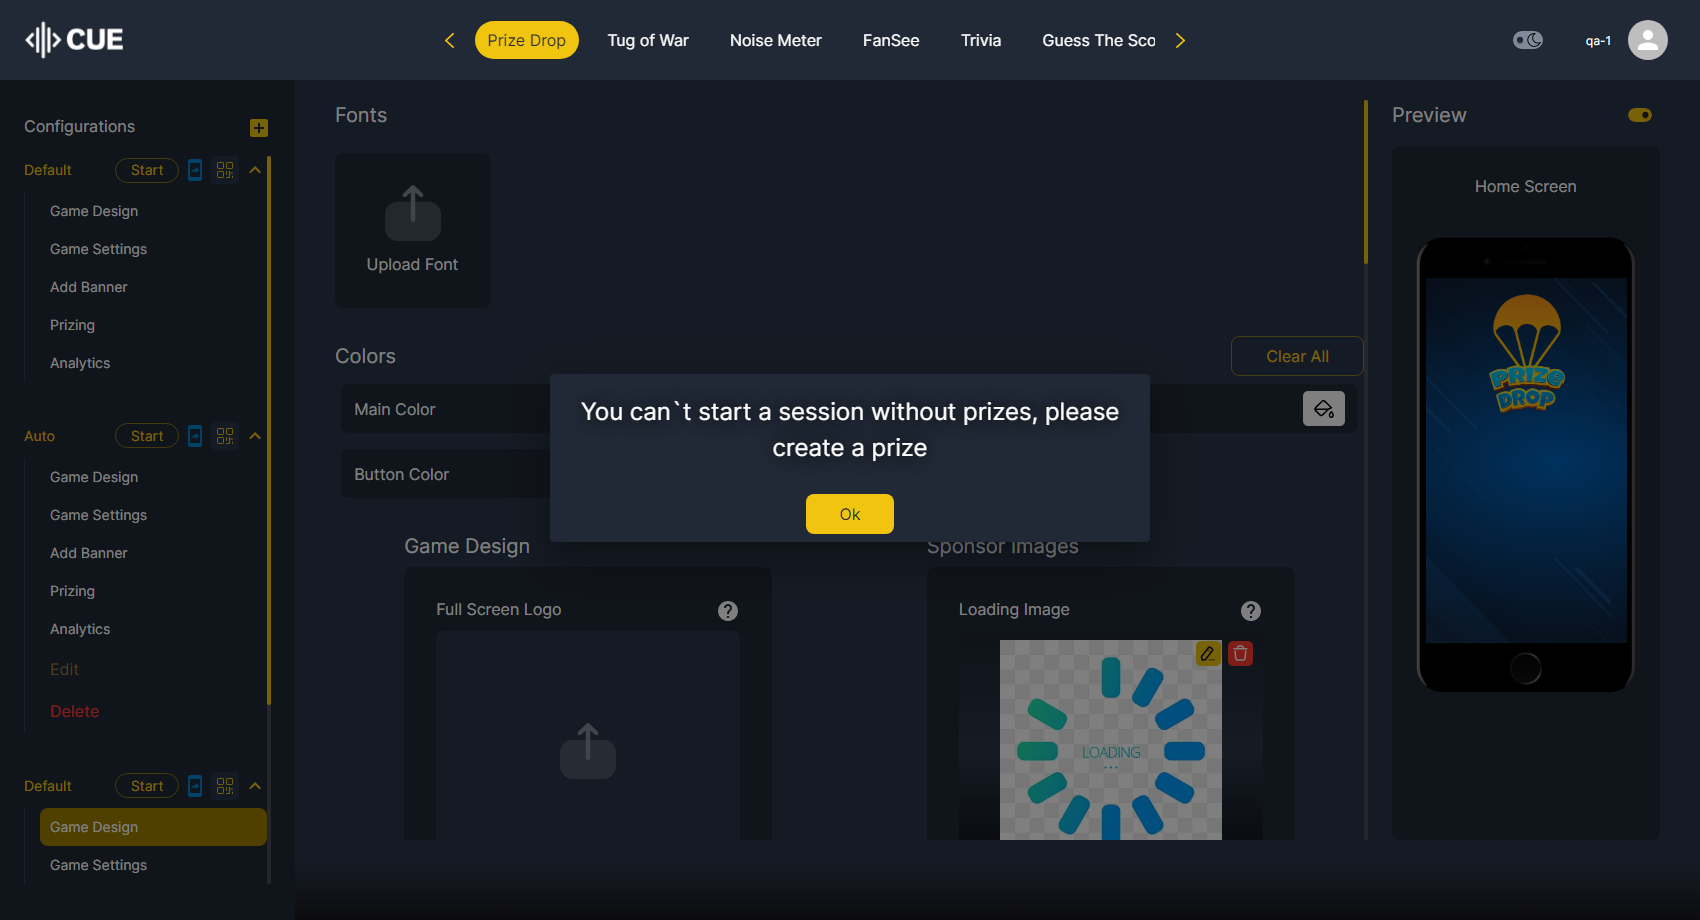 CUE
Prize Drop
Tug of War
Noise Meter
FanSee
Trivia
Guess The Sco
qa-1
Configurations
Default
Start
Game Design
Game Settings
Add Banner
Prizing
Analytics
Auto
Start
Game Design
Game Settings
Add Banner
Prizing
Analytics
Edit
Delete
Default
Start
Game Design
Game Settings
Fonts
Upload Font
Colors
Clear All
Main Color
Button Color
You can`t start a session without prizes, please
create a prize
Ok
Game Design
Full Screen Logo
?
Sponsor Images
Loading Image
?
LOADING
...
Preview
Home Screen
PRIZE
DROP